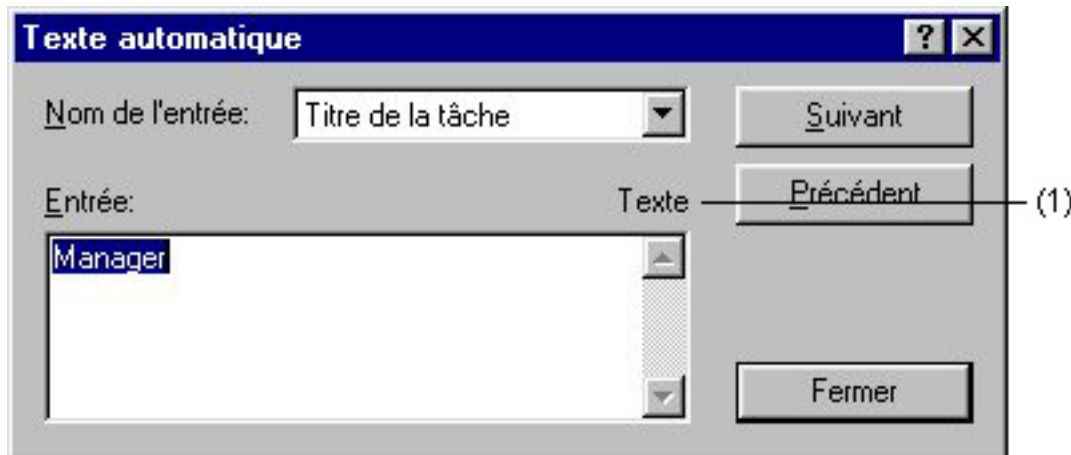 Texte automatique
Nom de l'entrée: Titre de la tâche Suivant
Entrée: Texte Précédent (1)
Manager
Fermer